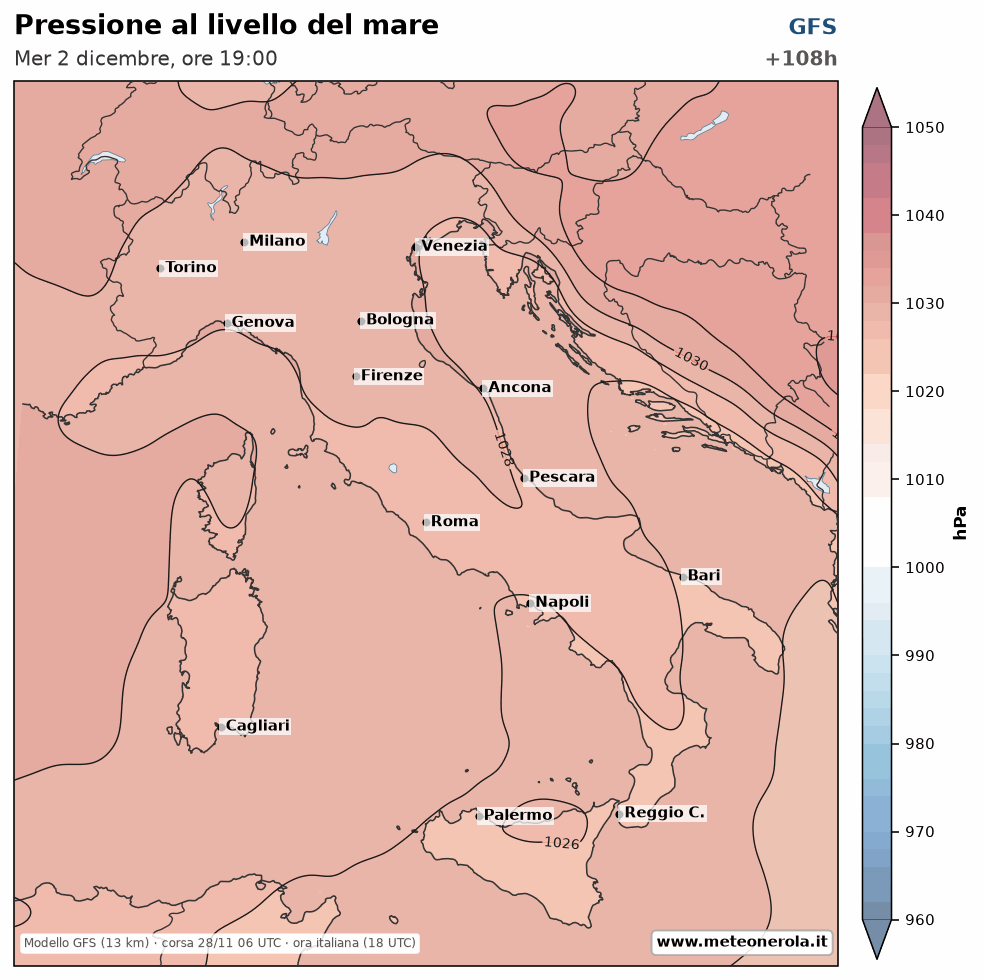 Pressione al livello del mare
GFS
Mer 2 dicembre, ore 19:00
+108h
1050
1040
1030
1020
1010
1000
990
980
970
960
hPa
Milano
Venezia
Torino
Genova
Bologna
1030
Firenze
Ancona
1028
Pescara
Roma
Bari
Napoli
Cagliari
Palermo
Reggio C.
1026
Modello GFS (13 km) · corsa 28/11 06 UTC · ora italiana (18 UTC)
www.meteonerola.it